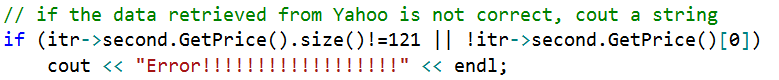 // if the data retrieved from Yahoo is not correct, cout a string
if (itr->second.GetPrice().size()!=121 || !itr->second.GetPrice()[0])
    cout << "Error!!!!!!!!!!!!!!!!!!" << endl;